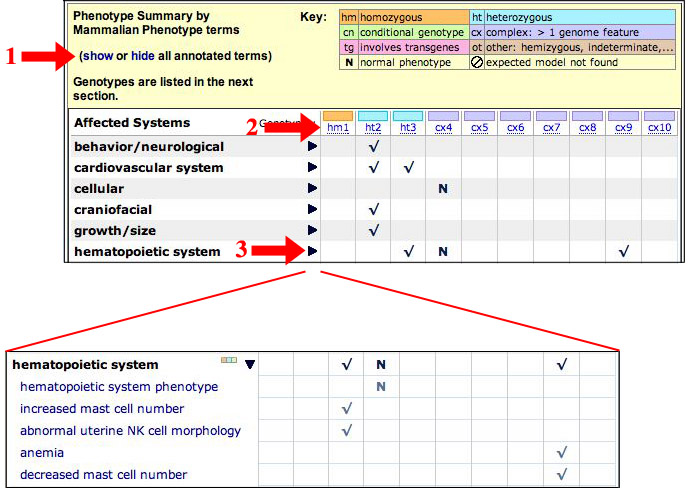 Phenotype Summary by
Mammalian Phenotype terms
Key:
hm homozygous ht heterozygous
cn conditional genotype cx complex: > 1 genome feature
tg involves transgenes ot other: hemizygous, indeterminate,...
N normal phenotype expected model not found
1
(show or hide all annotated terms)
Genotypes are listed in the next
section.
Affected Systems 2 hm1 ht2 ht3 cx4 cx5 cx6 cx7 cx8 cx9 cx10
behavior/neurological √
cardiovascular system √ √
cellular N
craniofacial √
growth/size √
hematopoietic system 3 √ N √
hematopoietic system √ N √
hematopoietic system phenotype N
increased mast cell number √
abnormal uterine NK cell morphology √
anemia √
decreased mast cell number √